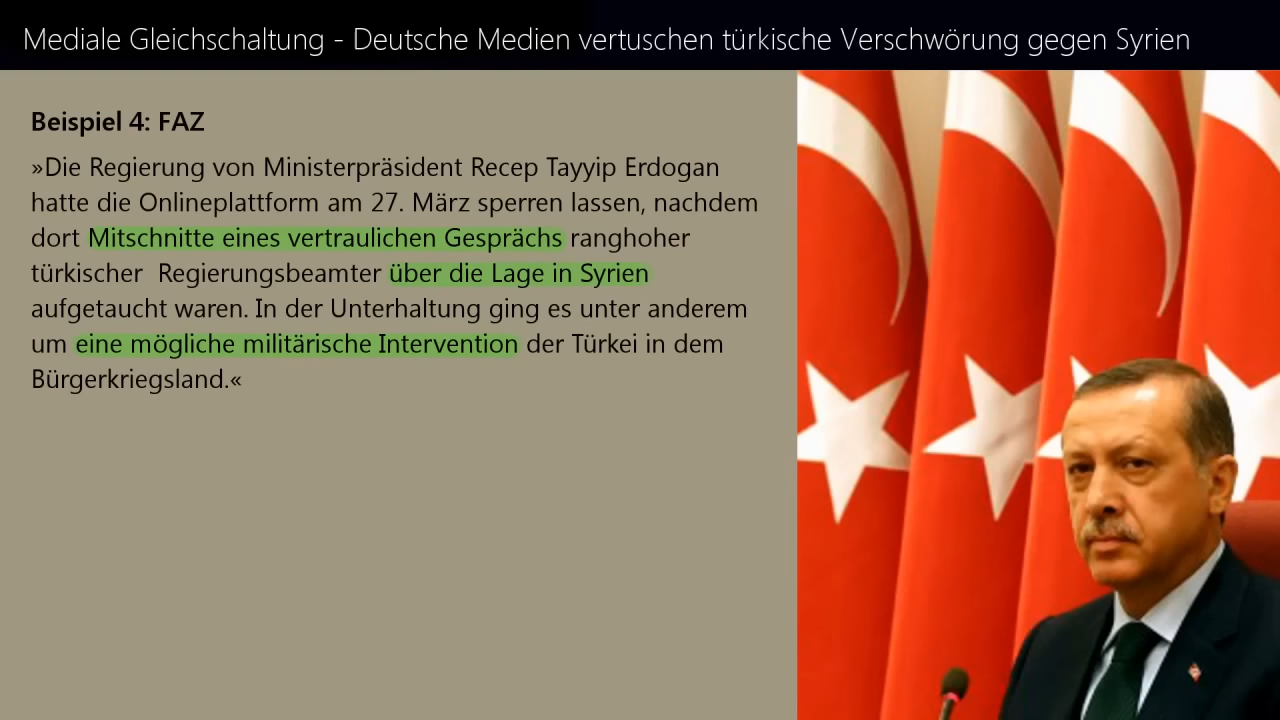 Mediale Gleichschaltung - Deutsche Medien vertuschen türkische Verschwörung gegen Syrien
Beispiel 4: FAZ
»Die Regierung von Ministerpräsident Recep Tayyip Erdogan
hatte die Onlineplattform am 27. März sperren lassen, nachdem
dort Mitschnitte eines vertraulichen Gesprächs ranghoher
türkischer  Regierungsbeamter über die Lage in Syrien
aufgetaucht waren. In der Unterhaltung ging es unter anderem
um eine mögliche militärische Intervention der Türkei in dem
Bürgerkriegsland.«